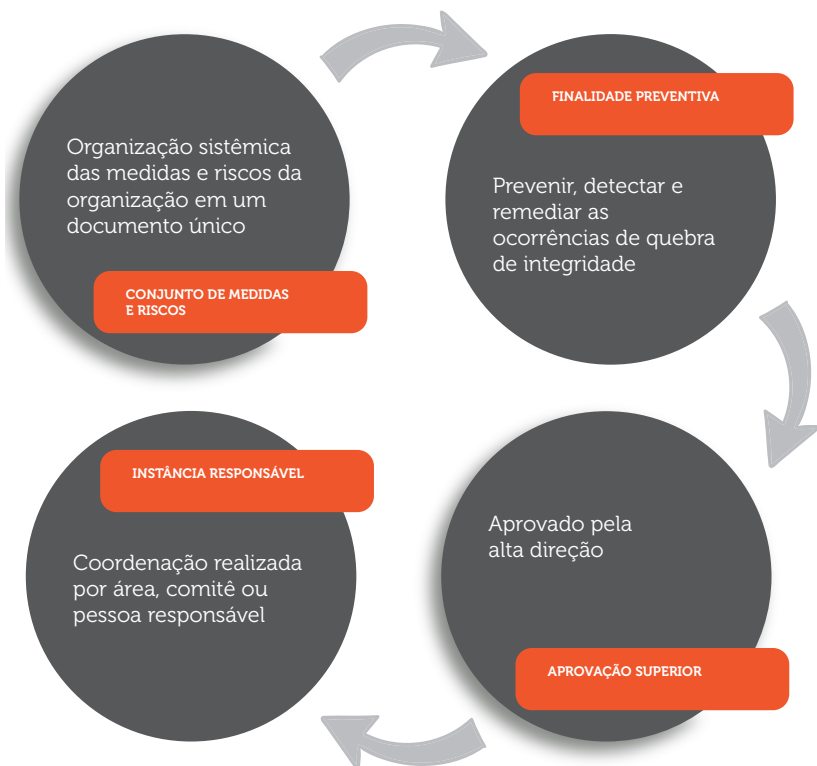 Organização sistêmica
das medidas e riscos da
organização em um
documento único
CONJUNTO DE MEDIDAS
E RISCOS
FINALIDADE PREVENTIVA
Prevenir, detectar e
remediar as
ocorrências de quebra
de integridade
Aprovado pela
alta direção
APROVAÇÃO SUPERIOR
INSTÂNCIA RESPONSÁVEL
Coordenação realizada
por área, comitê ou
pessoa responsável